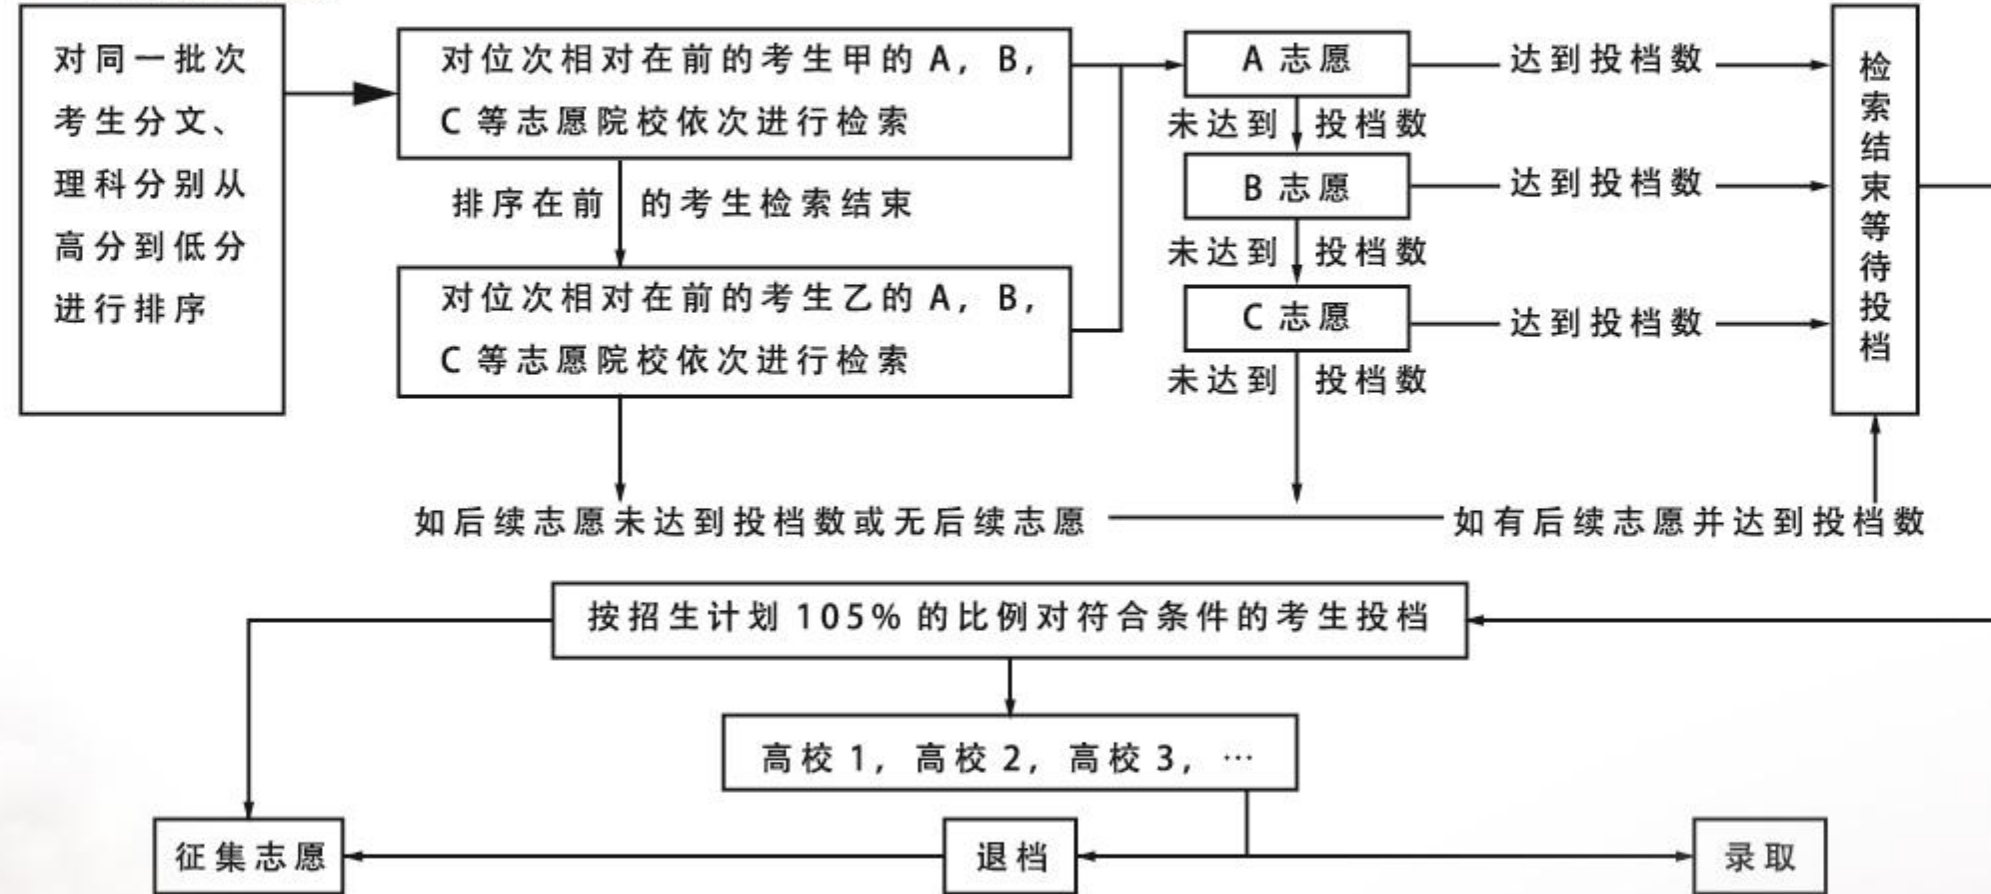 对同一批次
考生分文、
理科分别从
高分到低分
进行排序
对位次相对在前的考生甲的 A，B，
C 等志愿院校依次进行检索
排序在前 的考生检索结束
对位次相对在前的考生乙的 A，B，
C 等志愿院校依次进行检索
A 志愿
达到投档数
未达到 投档数
B 志愿
达到投档数
未达到 投档数
C 志愿
达到投档数
未达到 投档数
检索结束等待投档
如后续志愿未达到投档数或无后续志愿
如有后续志愿并达到投档数
按招生计划 105% 的比例对符合条件的考生投档
高校 1，高校 2，高校 3，…
征集志愿
退档
录取